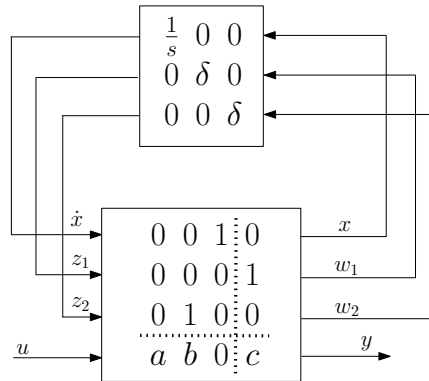 1/s 0 0
0 δ 0
0 0 δ
ẋ 0 0 1 0 x
z₁ 0 0 0 1 w₁
z₂ 0 1 0 0 w₂
u a b 0 c y